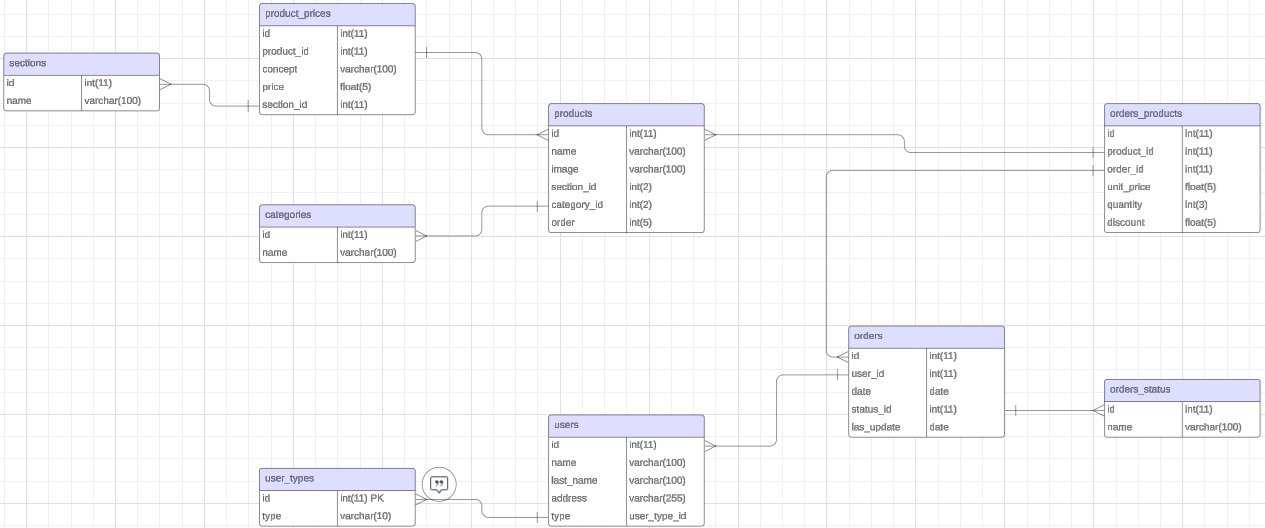 product_prices
id int(11)
product_id int(11)
concept varchar(100)
price float(5)
section_id int(11)
sections
id int(11)
name varchar(100)
products
id int(11)
name varchar(100)
image varchar(100)
section_id int(2)
category_id int(2)
order int(5)
orders_products
id int(11)
product_id int(11)
order_id int(11)
unit_price float(5)
quantity int(3)
discount float(5)
categories
id int(11)
name varchar(100)
orders
id int(11)
user_id int(11)
date date
status_id int(11)
las_update date
orders_status
id int(11)
name varchar(100)
users
id int(11)
name varchar(100)
last_name varchar(100)
address varchar(255)
type user_type_id
user_types
id int(11) PK
type varchar(10)